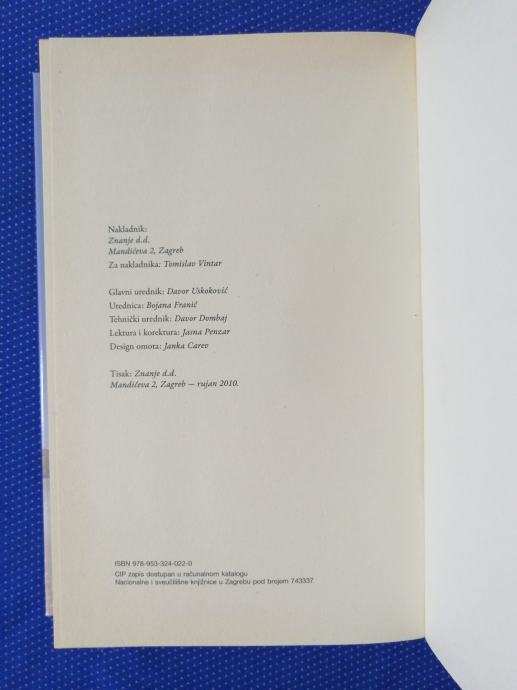 Nakladnik:
Znanje d.d.
Mandićeva 2, Zagreb
Za nakladnika: Tomislav Vintar
Glavni urednik: Davor Uskoković
Urednica: Bojana Franić
Tehnički urednik: Davor Dombaj
Lektura i korektura: Jasna Penzar
Design omota: Janka Carev
Tisak: Znanje d.d.
Mandićeva 2, Zagreb — rujan 2010.
ISBN 978-953-324-022-0
CIP zapis dostupan u računalnom katalogu
Nacionalne i sveučilišne knjižnice u Zagrebu pod brojem 743337